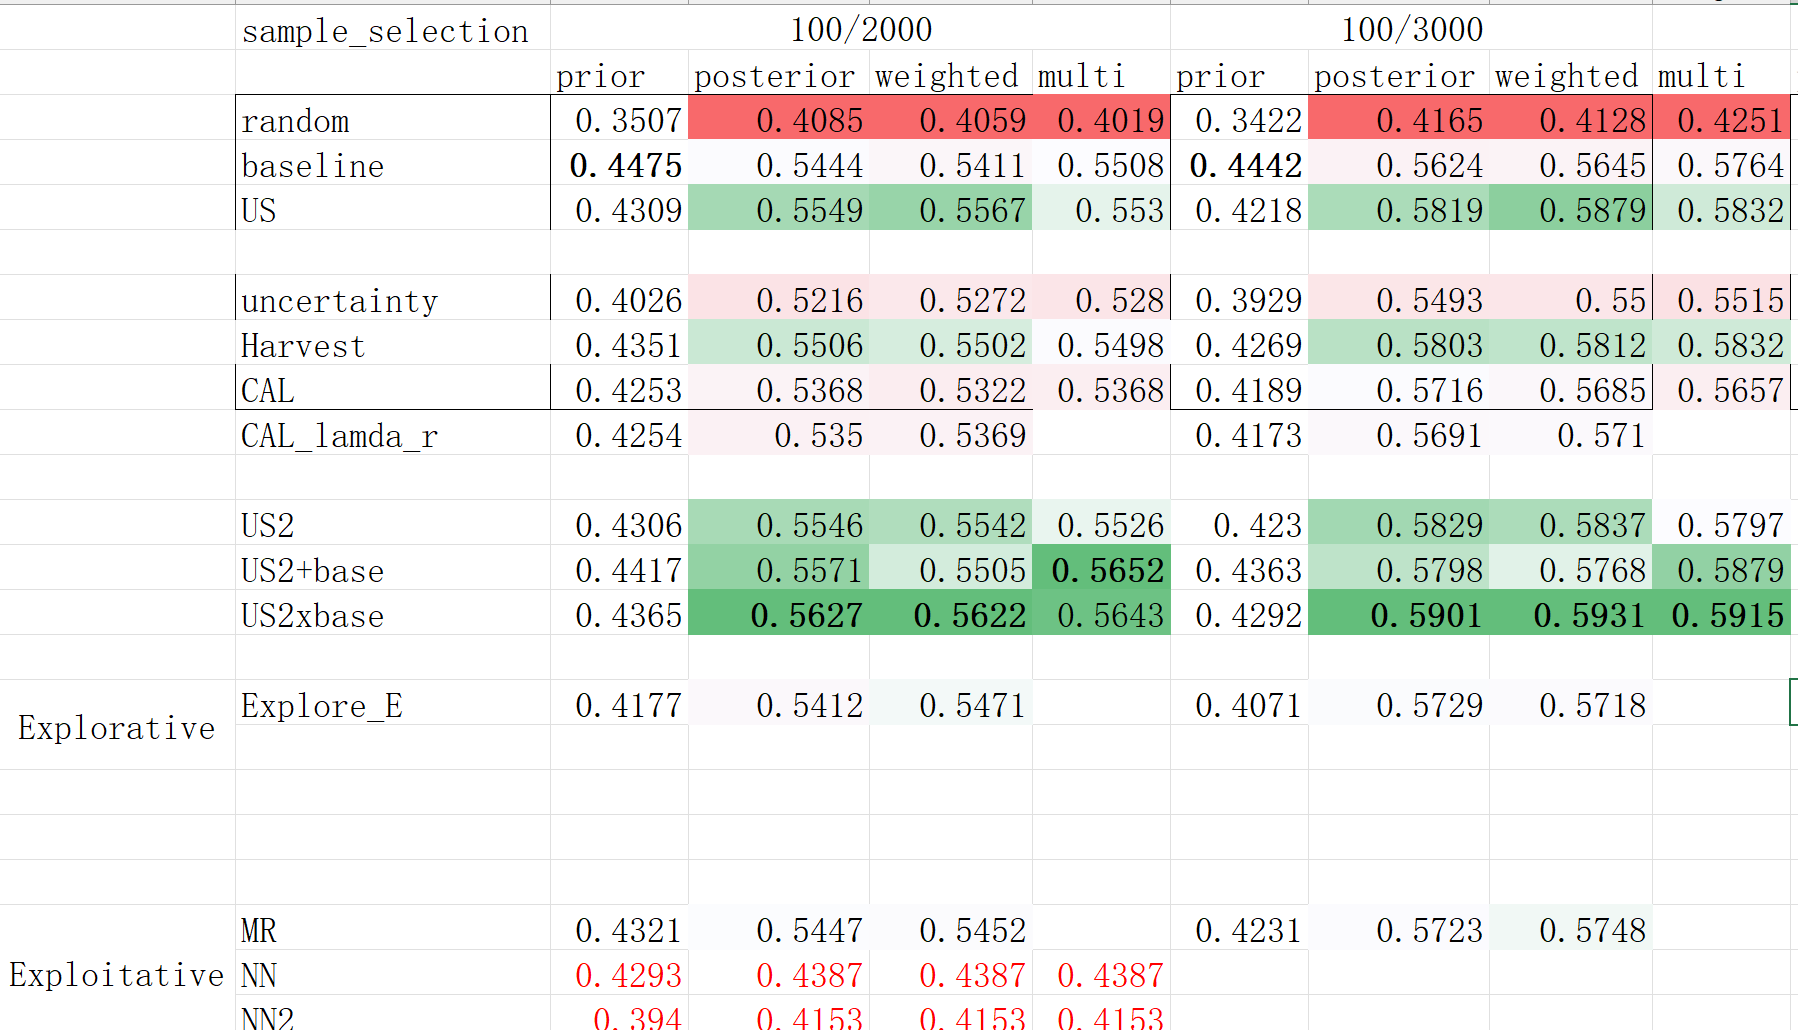 sample_selection 100/2000 100/3000
prior posterior weighted multi prior posterior weighted multi
random 0.3507 0.4085 0.4059 0.4019 0.3422 0.4165 0.4128 0.4251
baseline 0.4475 0.5444 0.5411 0.5508 0.4442 0.5624 0.5645 0.5764
US 0.4309 0.5549 0.5567 0.553 0.4218 0.5819 0.5879 0.5832
uncertainty 0.4026 0.5216 0.5272 0.528 0.3929 0.5493 0.55 0.5515
Harvest 0.4351 0.5506 0.5502 0.5498 0.4269 0.5803 0.5812 0.5832
CAL 0.4253 0.5368 0.5322 0.5368 0.4189 0.5716 0.5685 0.5657
CAL_lamda_r 0.4254 0.535 0.5369 0.4173 0.5691 0.571
US2 0.4306 0.5546 0.5542 0.5526 0.423 0.5829 0.5837 0.5797
US2+base 0.4417 0.5571 0.5505 0.5652 0.4363 0.5798 0.5768 0.5879
US2xbase 0.4365 0.5627 0.5622 0.5643 0.4292 0.5901 0.5931 0.5915
Explorative Explore_E 0.4177 0.5412 0.5471 0.4071 0.5729 0.5718
MR 0.4321 0.5447 0.5452 0.4231 0.5723 0.5748
Exploitative NN 0.4293 0.4387 0.4387 0.4387
NN2 0.394 0.4153 0.4153 0.4153